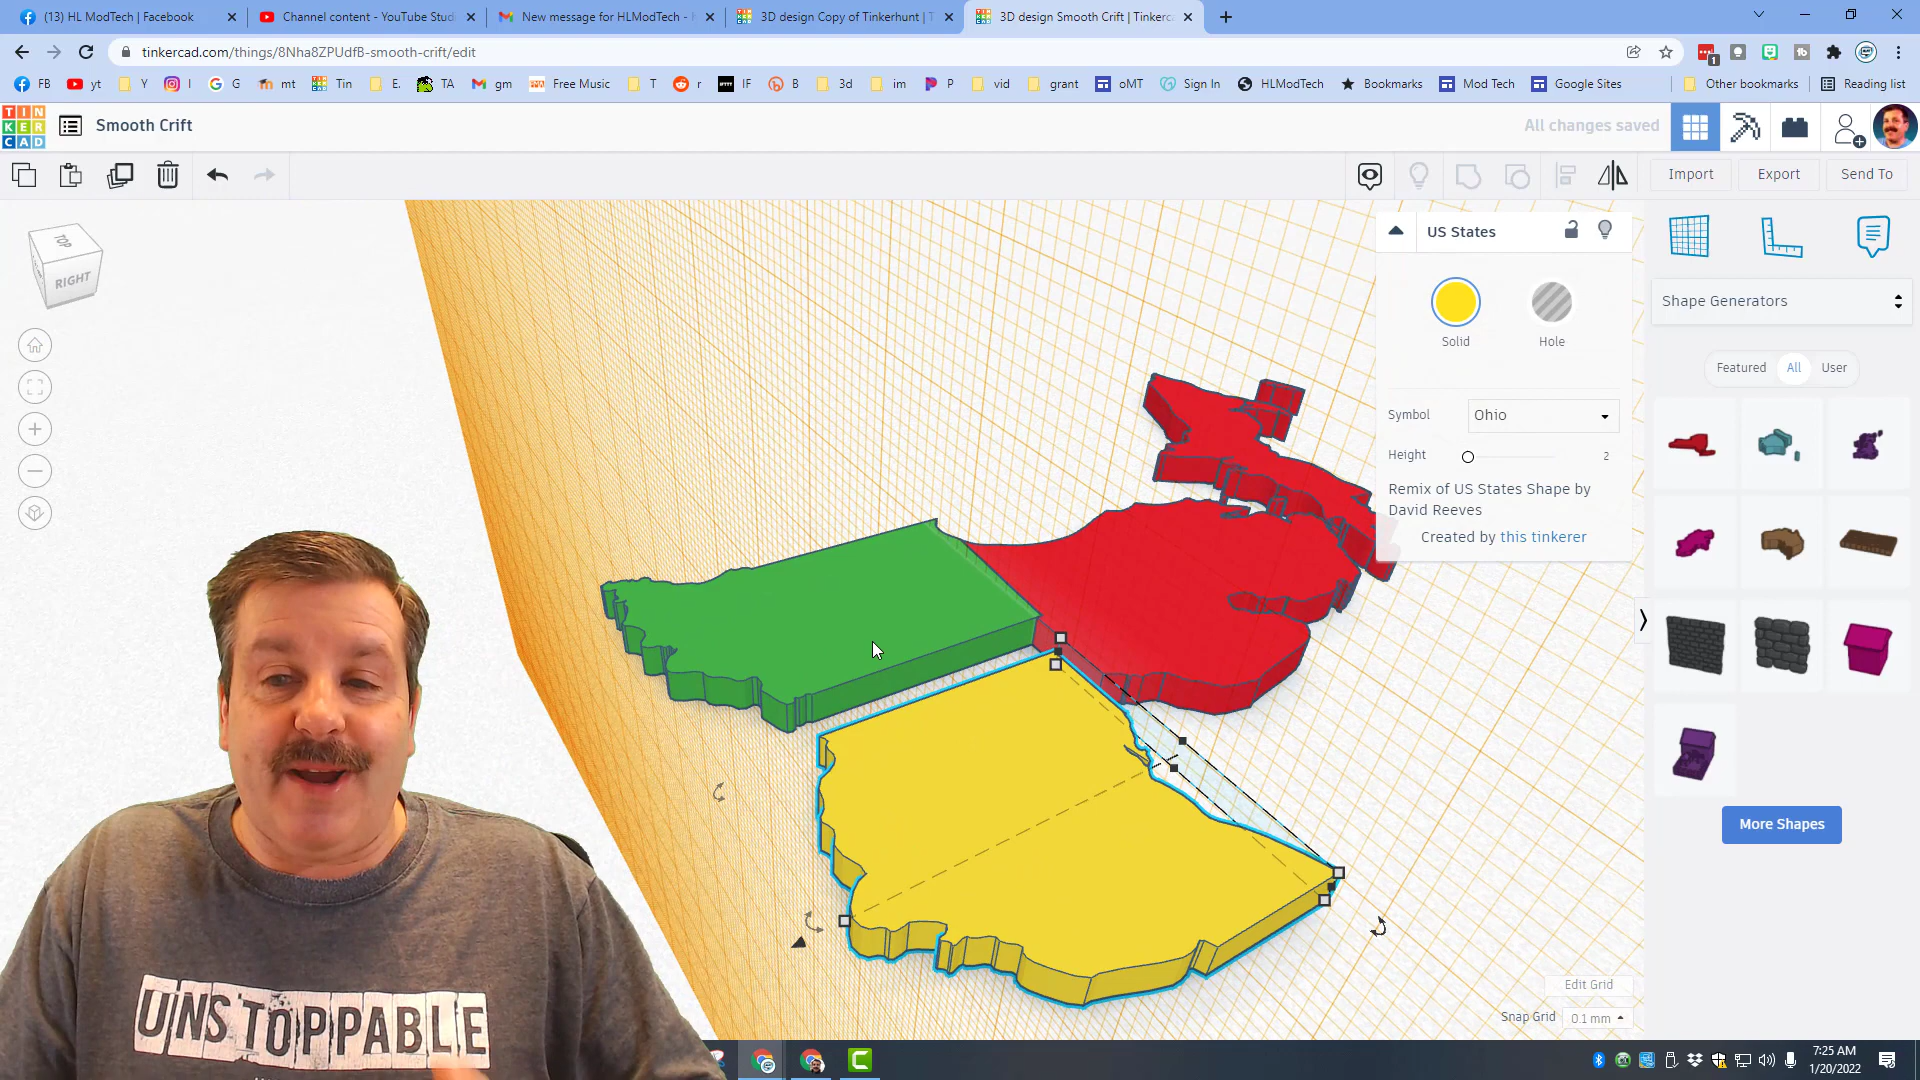 (13) HL ModTech | Facebook
Channel content - YouTube Stud
New message for HLModTech -
3D design Copy of Tinkerhunt | T
3D design Smooth Crift | Tinkerc
tinkercad.com/things/8Nha8ZPUdfB-smooth-crift/edit
FB
yt
Y
I
G
mt
Tin
E.
TA
gm
Free Music
T
r
IF
B
3d
im
P
vid
grant
oMT
Sign In
HLModTech
Bookmarks
Mod Tech
Google Sites
Other bookmarks
Reading list
TIN
KER
CAD
Smooth Crift
All changes saved
Import
Export
Send To
TOP
RIGHT
US States
Solid
Hole
Symbol
Ohio
Height
2
Remix of US States Shape by
David Reeves
Created by this tinkerer
Shape Generators
Featured
All
User
More Shapes
UNSTOPPABLE
Edit Grid
Snap Grid
0.1 mm
7:25 AM
1/20/2022